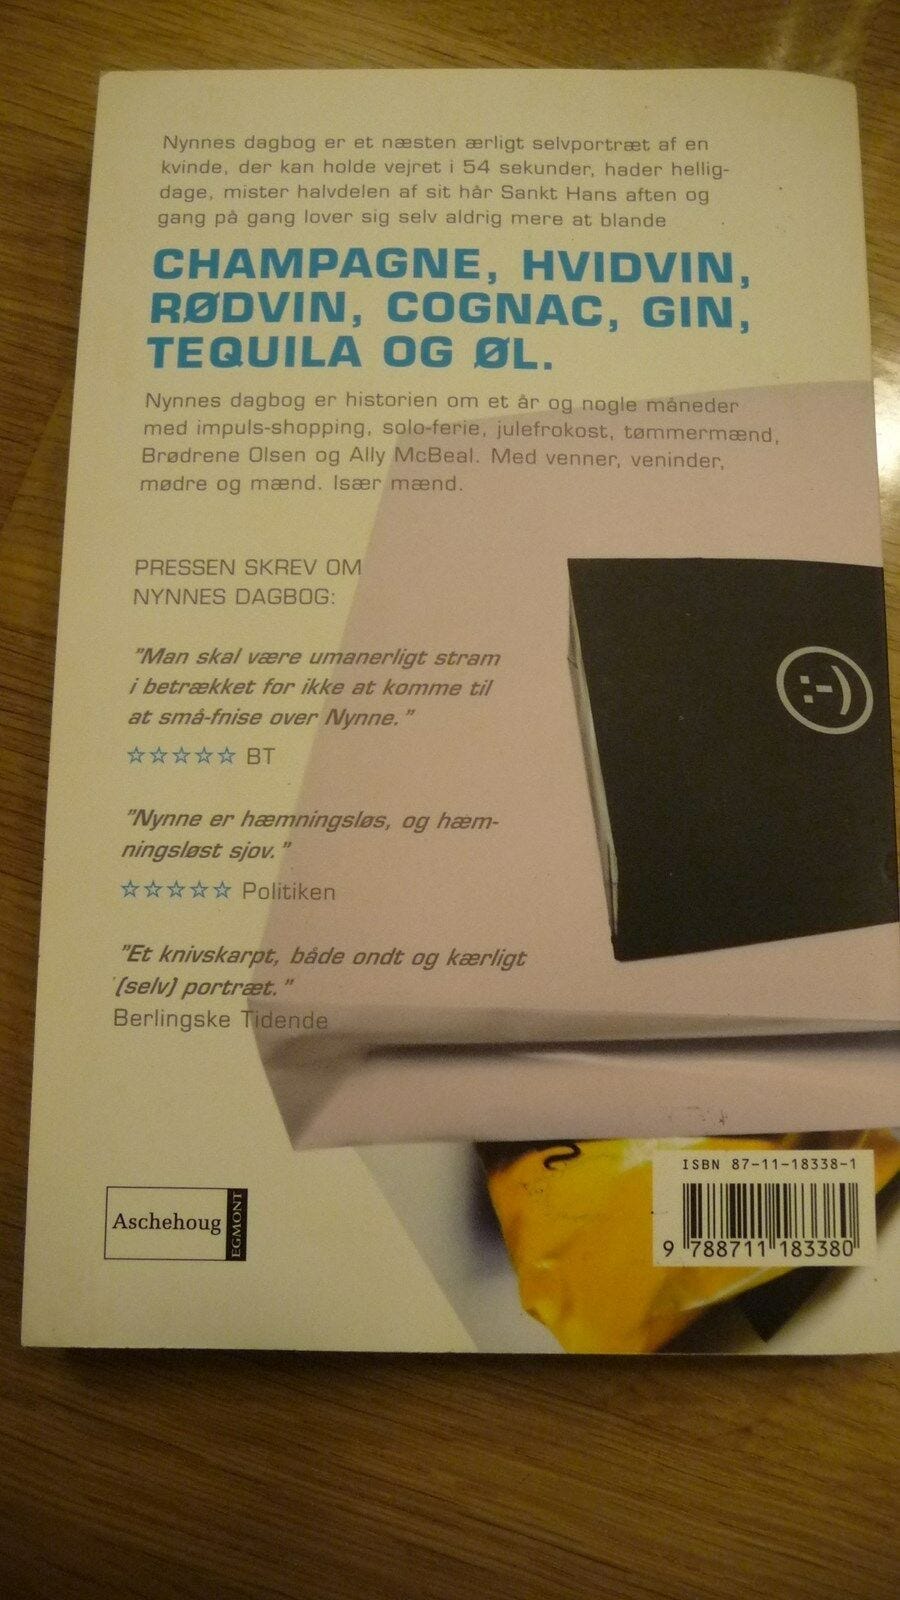 Nynnes dagbog er et næsten ærligt selvportræt af en
kvinde, der kan holde vejret i 54 sekunder, hader hellig-
dage, mister halvdelen af sit hår Sankt Hans aften og
gang på gang lover sig selv aldrig mere at blande
CHAMPAGNE, HVIDVIN,
RØDVIN, COGNAC, GIN,
TEQUILA OG ØL.
Nynnes dagbog er historien om et år og nogle måneder
med impuls-shopping, solo-ferie, julefrokost, tømmermænd,
Brødrene Olsen og Ally McBeal. Med venner, veninder,
mødre og mænd. Især mænd.
PRESSEN SKREV OM
NYNNES DAGBOG:
"Man skal være umanerligt stram
i betrækket for ikke at komme til
at små-fnise over Nynne."
☆☆☆☆☆ BT
"Nynne er hæmningsløs, og hæm-
ningsløst sjov."
☆☆☆☆☆ Politiken
"Et knivskarpt, både ondt og kærligt
(selv) portræt."
Berlingske Tidende
:-)
Aschehoug
EGMONT
ISBN 87-11-18338-1
9 788711 183380